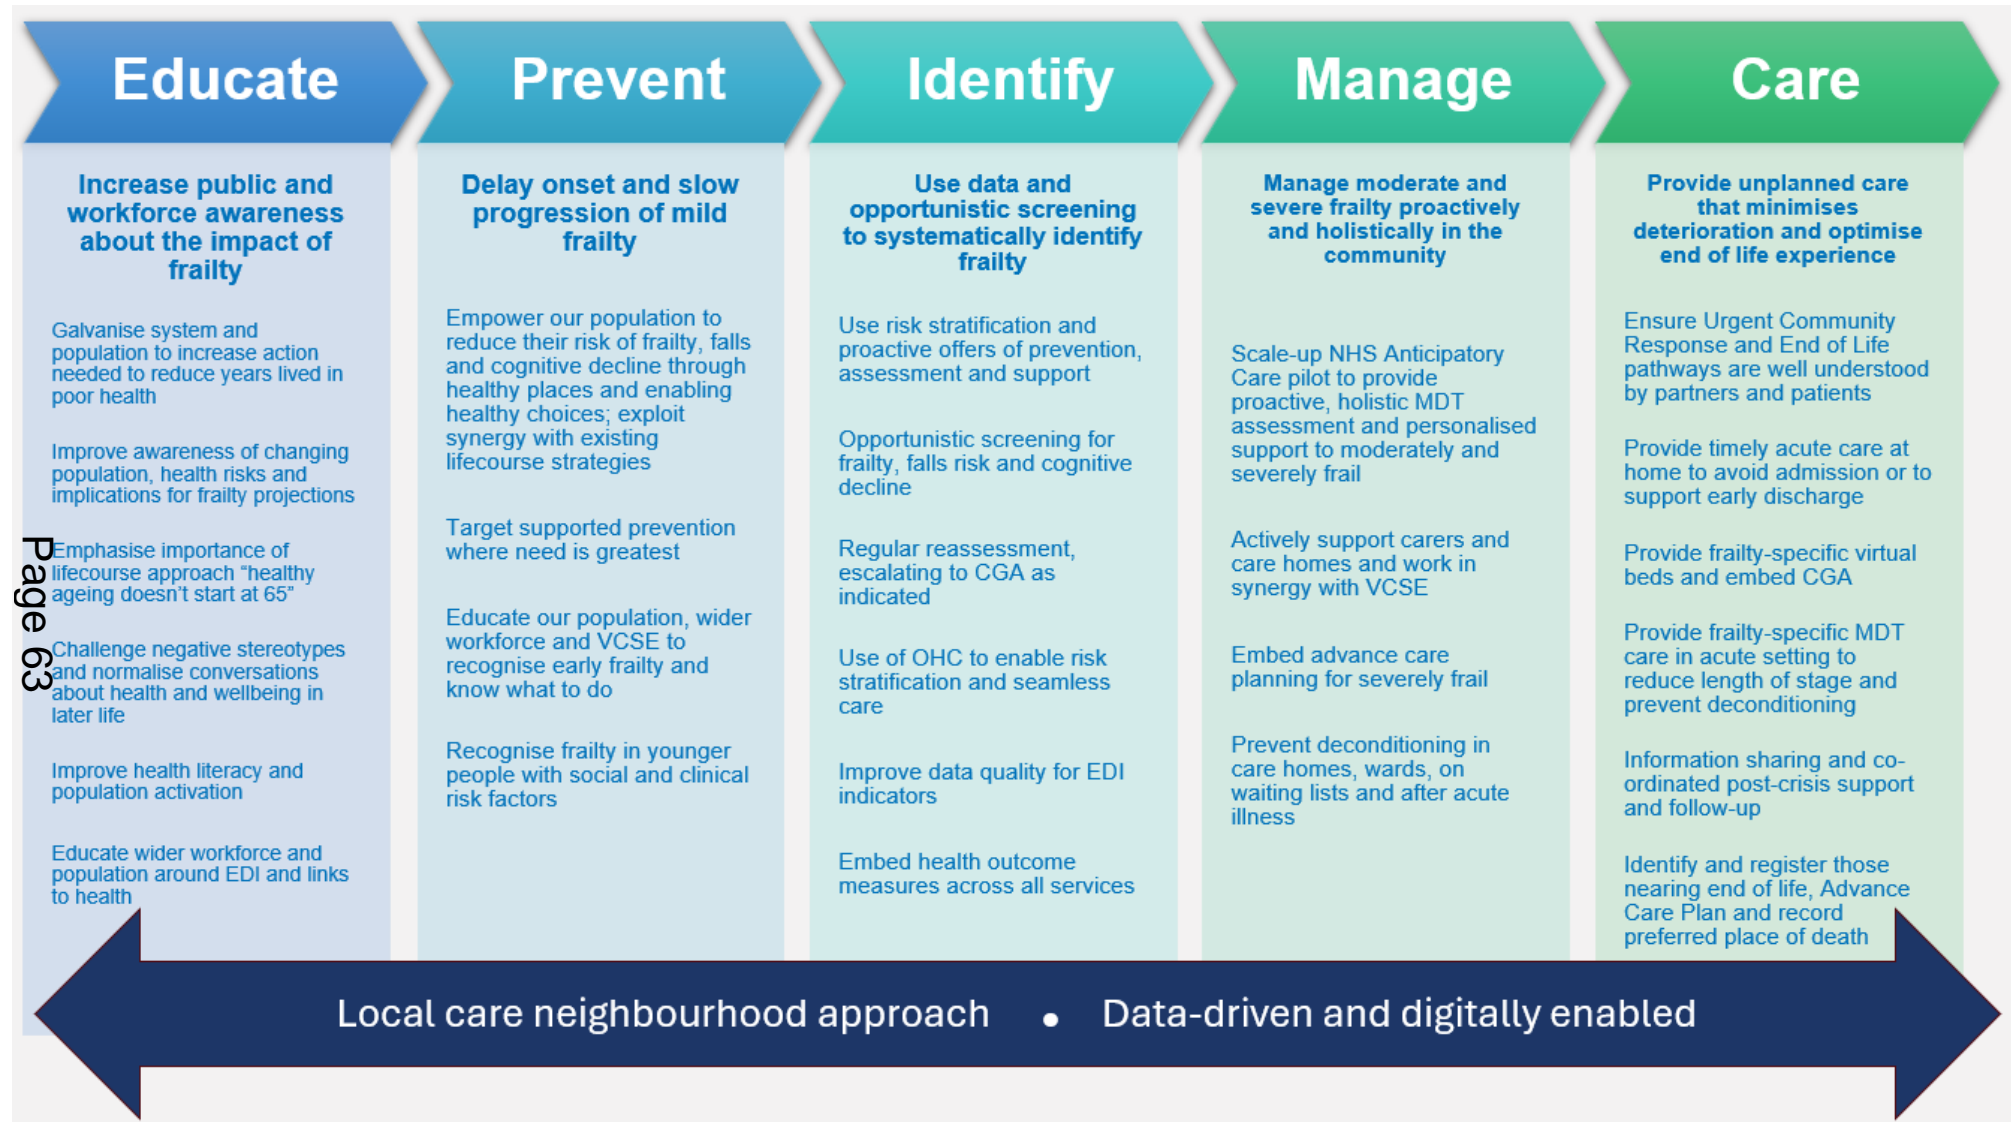 Educate
Increase public and
workforce awareness
about the impact of
frailty
Galvanise system and
population to increase action
needed to reduce years lived in
poor health
Improve awareness of changing
population, health risks and
implications for frailty projections
Emphasise importance of
lifecourse approach “healthy
ageing doesn’t start at 65”
Challenge negative stereotypes
and normalise conversations
about health and wellbeing in
later life
Improve health literacy and
population activation
Educate wider workforce and
population around EDI and links
to health
Prevent
Delay onset and slow
progression of mild
frailty
Empower our population to
reduce their risk of frailty, falls
and cognitive decline through
healthy places and enabling
healthy choices; exploit
synergy with existing
lifecourse strategies
Target supported prevention
where need is greatest
Educate our population, wider
workforce and VCSE to
recognise early frailty and
know what to do
Recognise frailty in younger
people with social and clinical
risk factors
Identify
Use data and
opportunistic screening
to systematically identify
frailty
Use risk stratification and
proactive offers of prevention,
assessment and support
Opportunistic screening for
frailty, falls risk and cognitive
decline
Regular reassessment,
escalating to CGA as
indicated
Use of OHC to enable risk
stratification and seamless
care
Improve data quality for EDI
indicators
Embed health outcome
measures across all services
Manage
Manage moderate and
severe frailty proactively
and holistically in the
community
Scale-up NHS Anticipatory
Care pilot to provide
proactive, holistic MDT
assessment and personalised
support to moderately and
severely frail
Actively support carers and
care homes and work in
synergy with VCSE
Embed advance care
planning for severely frail
Prevent deconditioning in
care homes, wards, on
waiting lists and after acute
illness
Care
Provide unplanned care
that minimises
deterioration and optimise
end of life experience
Ensure Urgent Community
Response and End of Life
pathways are well understood
by partners and patients
Provide timely acute care at
home to avoid admission or to
support early discharge
Provide frailty-specific virtual
beds and embed CGA
Provide frailty-specific MDT
care in acute setting to
reduce length of stage and
prevent deconditioning
Information sharing and co-
ordinated post-crisis support
and follow-up
Identify and register those
nearing end of life, Advance
Care Plan and record
preferred place of death
Local care neighbourhood approach • Data-driven and digitally enabled
Page 63